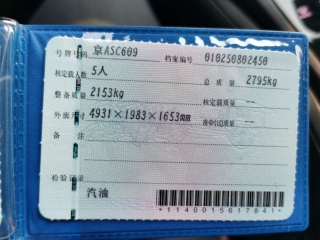 号牌号码 京ASC609 档案编号 010250802450
核定载人数 5人 总质量 2795kg
整备质量 2153kg 核定载质量 --
外廓尺寸 4931×1983×1653mm 准牵引总质量 --
备注
检验记录
汽油
*1140015617841*